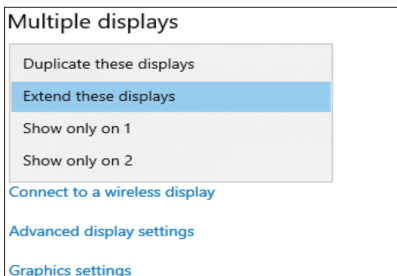 Multiple displays
Duplicate these displays
Extend these displays
Show only on 1
Show only on 2
Connect to a wireless display
Advanced display settings
Graphics settings